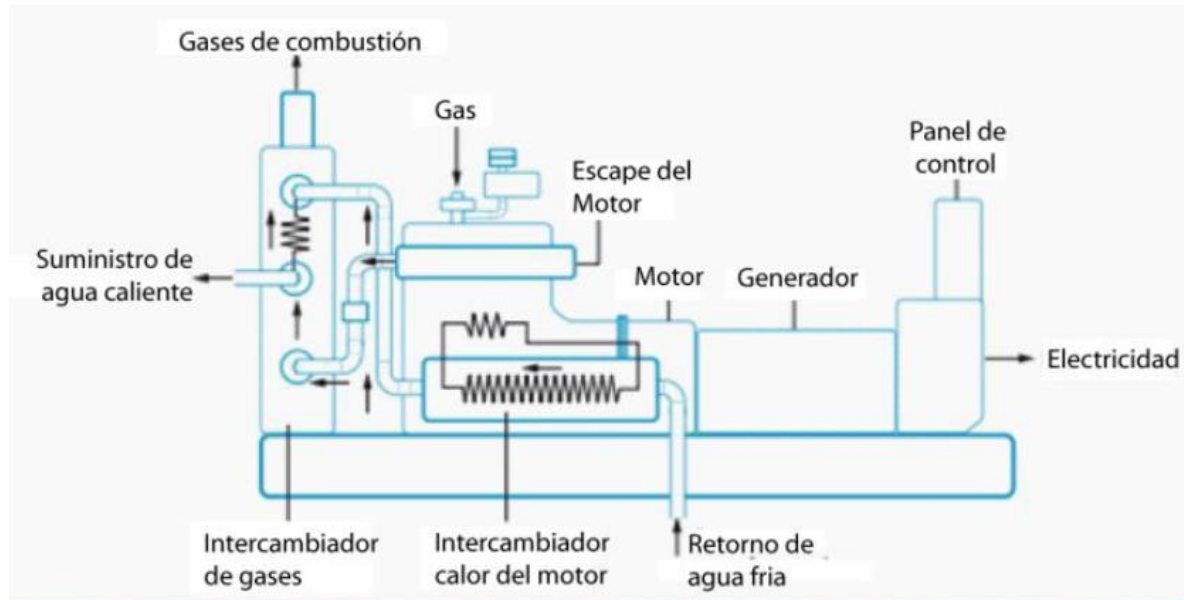 Gases de combustión
Gas
Panel de
control
Escape del
Motor
Suministro de
agua caliente
Motor
Generador
Electricidad
Intercambiador
de gases
Intercambiador
calor del motor
Retorno de
agua fria